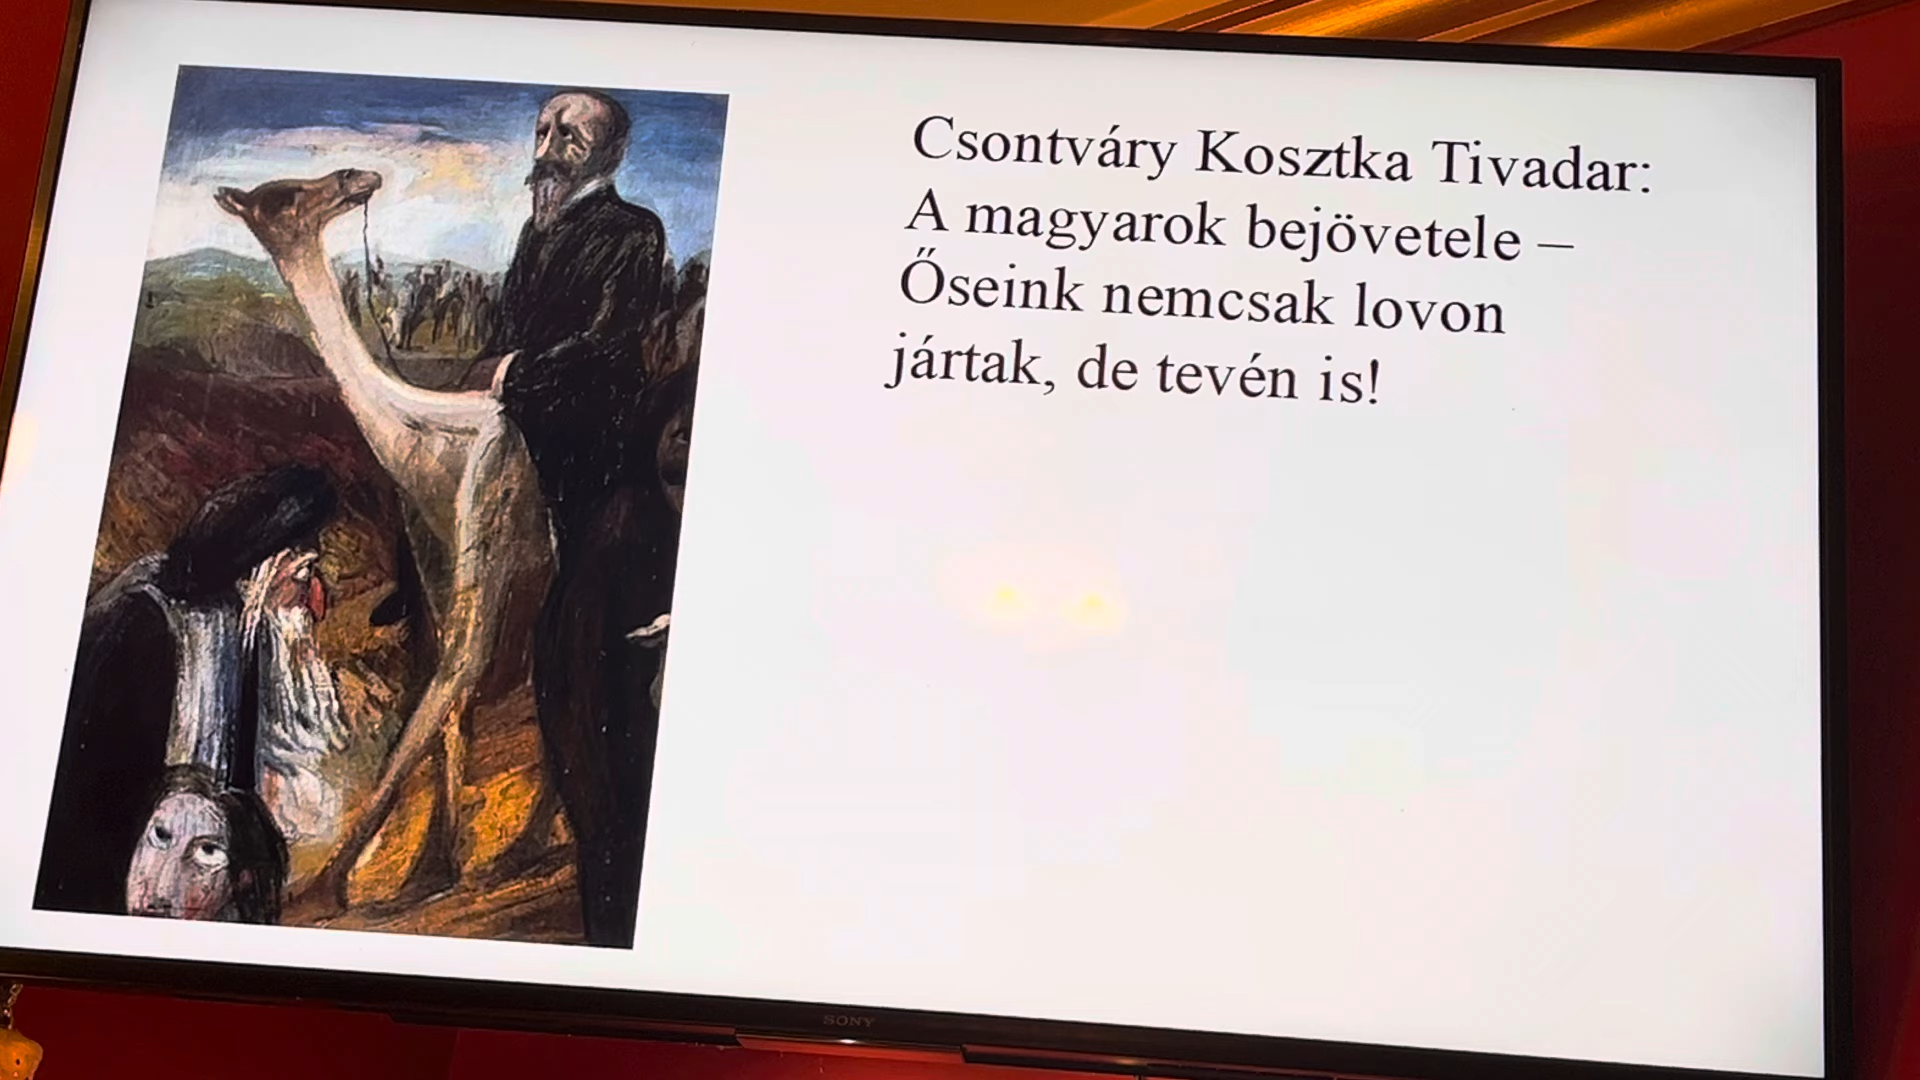 Csontváry Kosztka Tivadar:
A magyarok bejövetele –
Őseink nemcsak lovon
jártak, de tevén is!
SONY